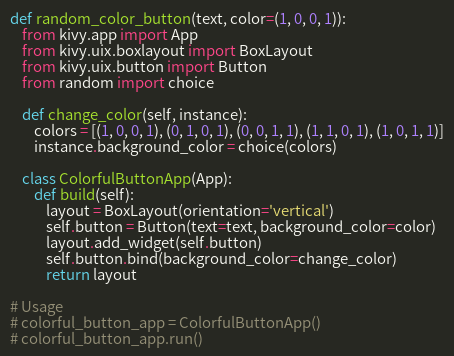 def random_color_button(text, color=(1, 0, 0, 1)):
from kivy.app import App
from kivy.uix.boxlayout import BoxLayout
from kivy.uix.button import Button
from random import choice
def change_color(self, instance):
colors = [(1, 0, 0, 1), (0, 1, 0, 1), (0, 0, 1, 1), (1, 1, 0, 1), (1, 0, 1, 1)]
instance.background_color = choice(colors)
class ColorfulButtonApp(App):
def build(self):
layout = BoxLayout(orientation='vertical')
self.button = Button(text=text, background_color=color)
layout.add_widget(self.button)
self.button.bind(background_color=change_color)
return layout
# Usage
# colorful_button_app = ColorfulButtonApp()
# colorful_button_app.run()